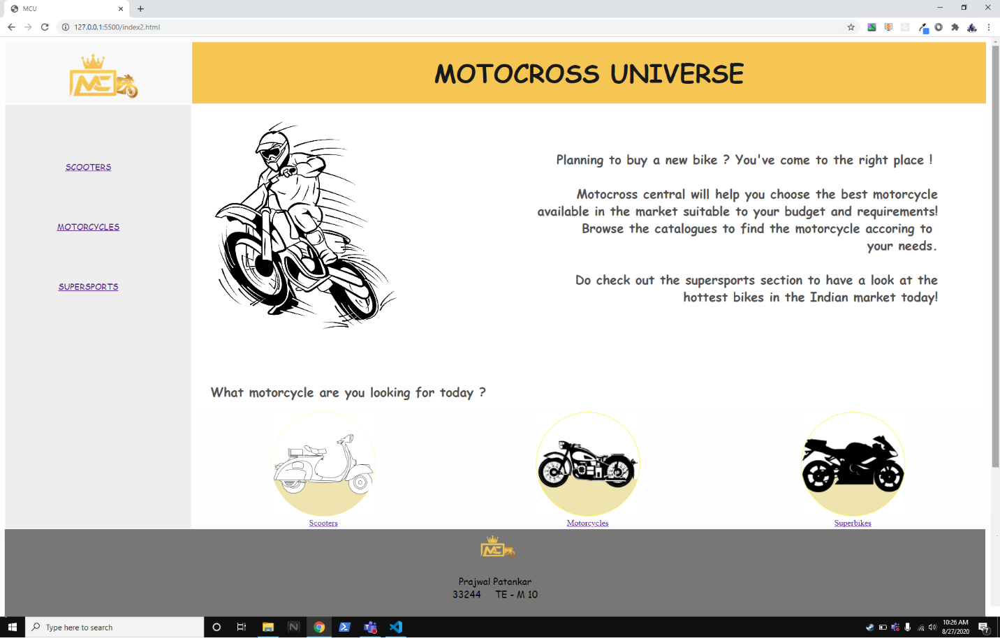 MCU
127.0.0.1:5500/index2.html
MC
MOTOCROSS UNIVERSE
SCOOTERS
MOTORCYCLES
SUPERSPORTS
Planning to buy a new bike ? You've come to the right place !
Motocross central will help you choose the best motorcycle
available in the market suitable to your budget and requirements!
Browse the catalogues to find the motorcycle accoring to
your needs.
Do check out the supersports section to have a look at the
hottest bikes in the Indian market today!
What motorcycle are you looking for today ?
Scooters
Motorcycles
Superbikes
MC
Prajwal Patankar
33244 TE - M 10
Type here to search
10:26 AM
8/27/2020